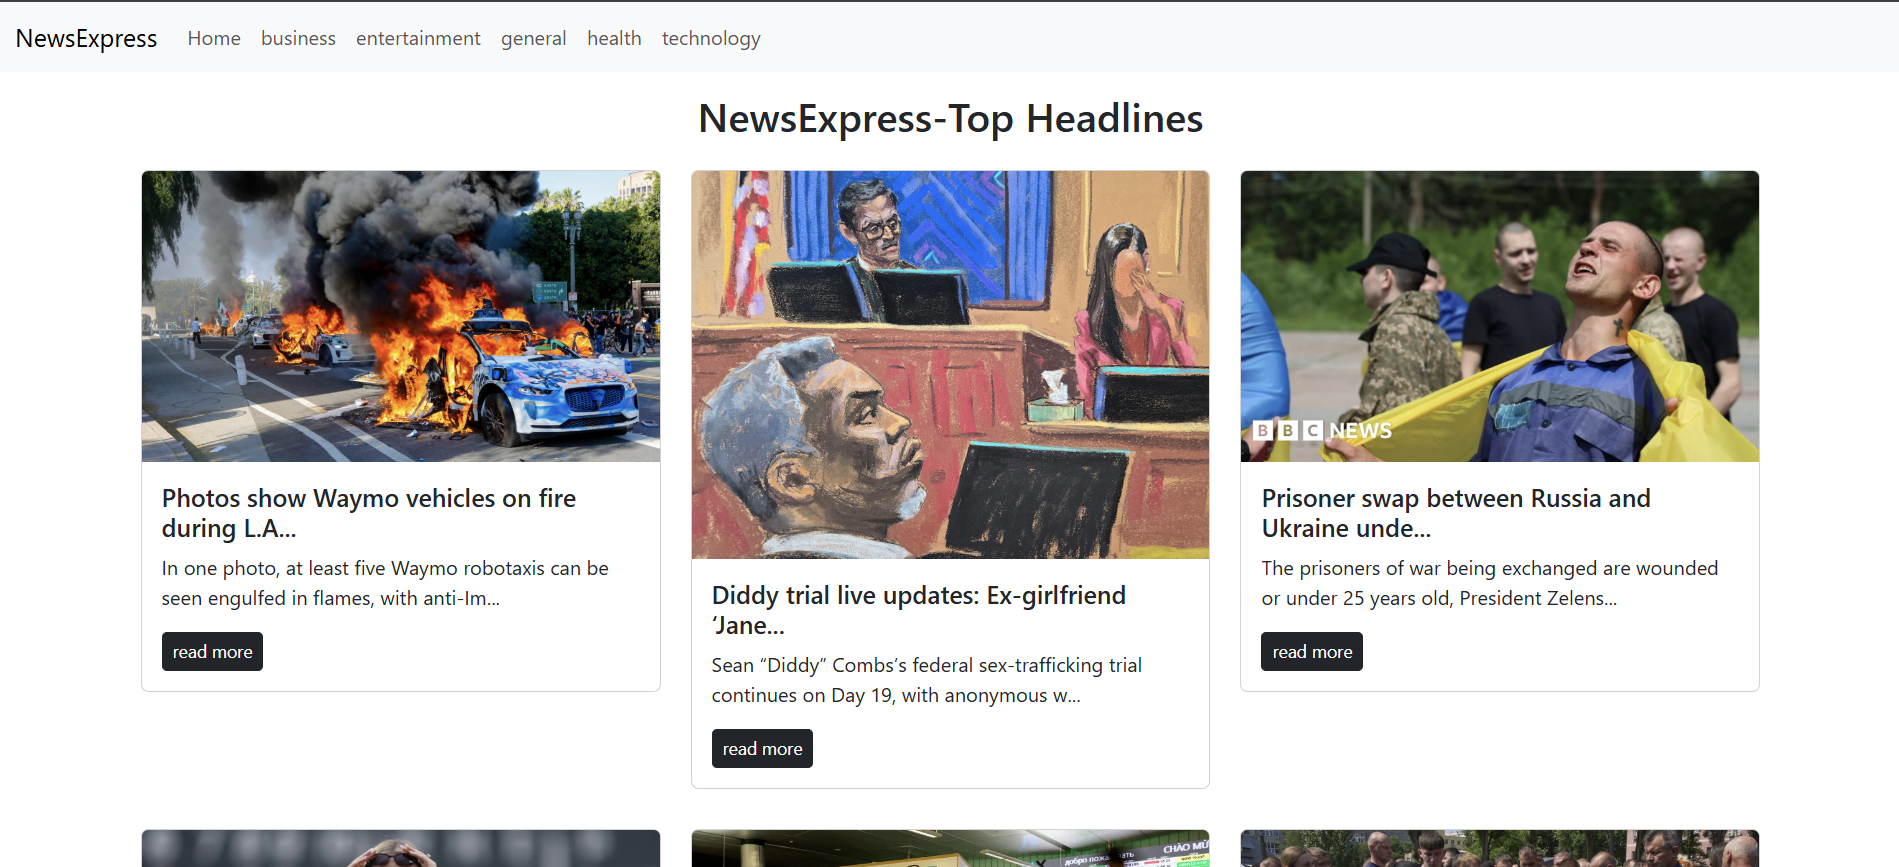 NewsExpress Home business entertainment general health technology
NewsExpress-Top Headlines
BBC NEWS
Photos show Waymo vehicles on fire
during L.A...
In one photo, at least five Waymo robotaxis can be
seen engulfed in flames, with anti-Im...
read more
Diddy trial live updates: Ex-girlfriend
‘Jane...
Sean “Diddy” Combs’s federal sex-trafficking trial
continues on Day 19, with anonymous w...
read more
Prisoner swap between Russia and
Ukraine unde...
The prisoners of war being exchanged are wounded
or under 25 years old, President Zelens...
read more
CHÀO MỪ